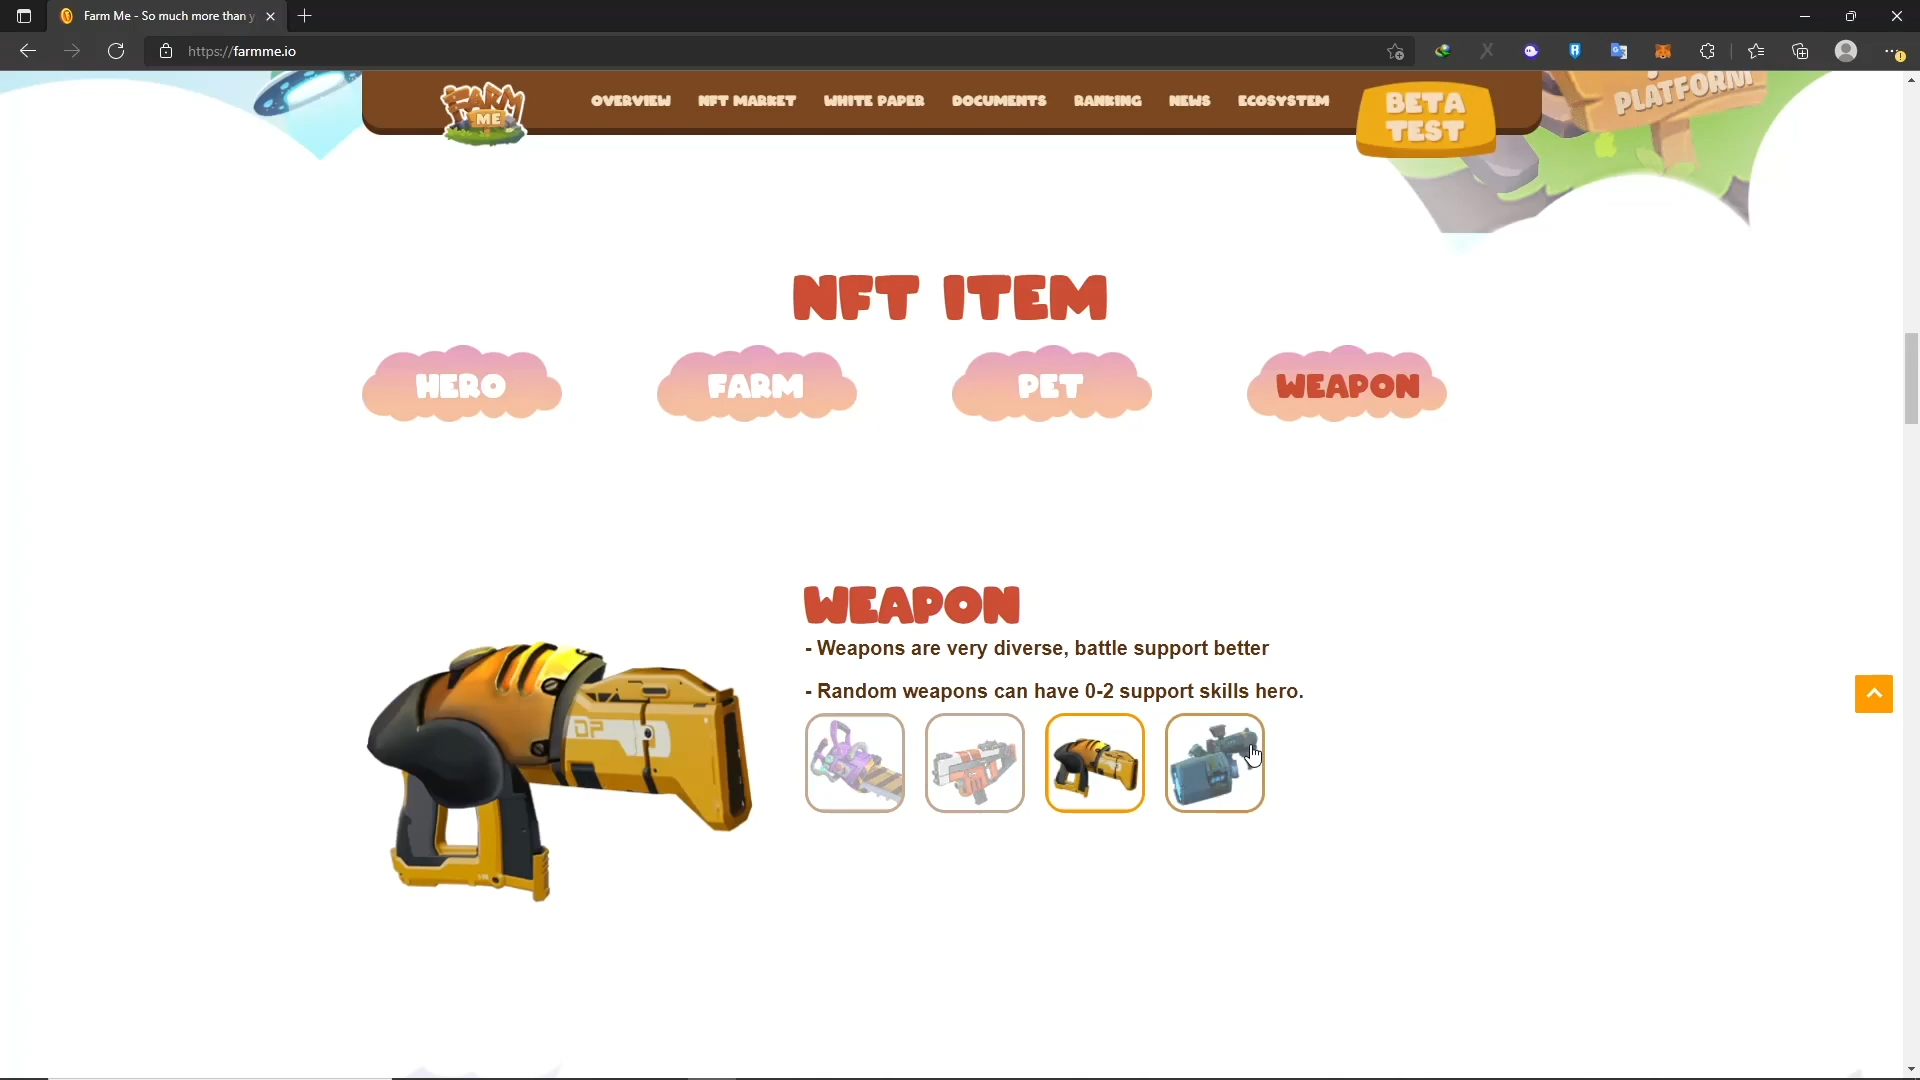 Farm Me - So much more than y
https://farmme.io
FARM
ME
OVERVIEW
NFT MARKET
WHITE PAPER
DOCUMENTS
RANKING
NEWS
ECOSYSTEM
BETA
TEST
PLATFORM
NFT ITEM
HERO
FARM
PET
WEAPON
WEAPON
- Weapons are very diverse, battle support better
- Random weapons can have 0-2 support skills hero.
DP